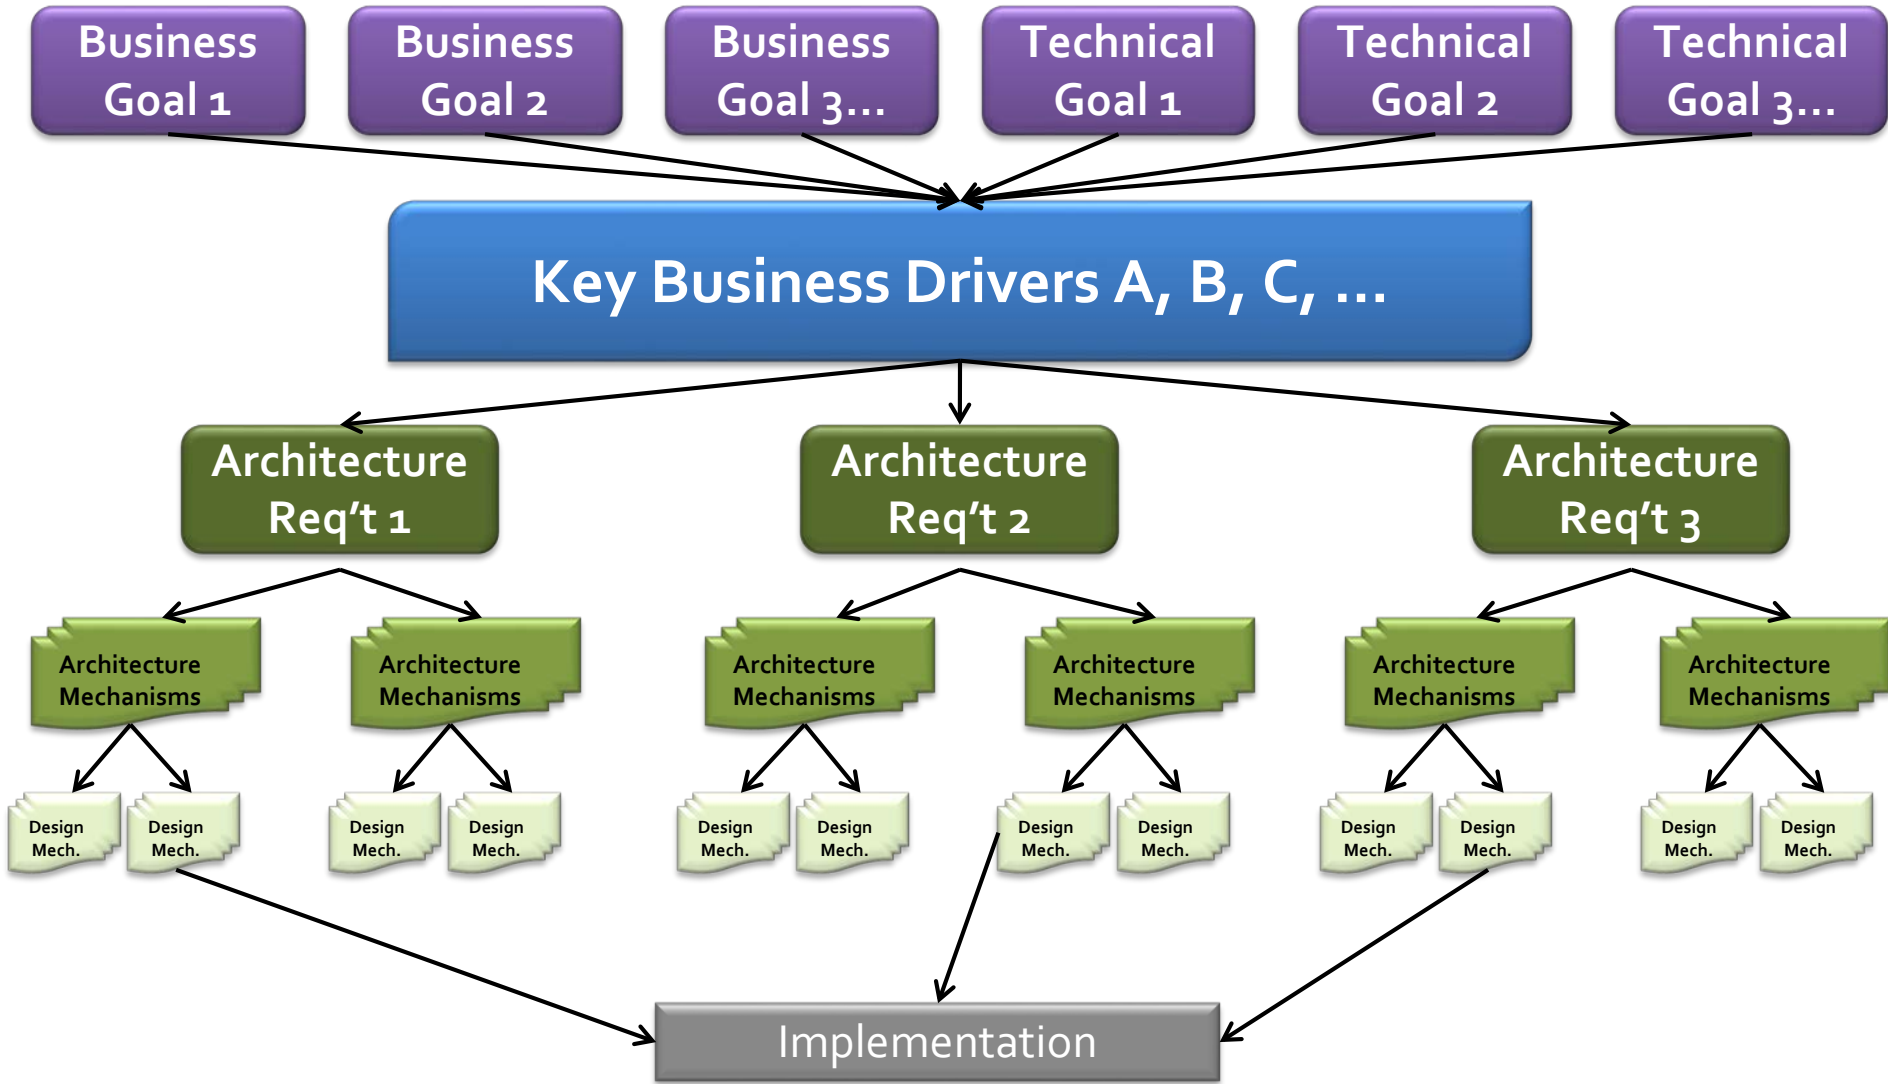 Business
Goal 1
Business
Goal 2
Business
Goal 3...
Technical
Goal 1
Technical
Goal 2
Technical
Goal 3...
Key Business Drivers A, B, C, ...
Architecture
Req't 1
Architecture
Req't 2
Architecture
Req't 3
Architecture
Mechanisms
Architecture
Mechanisms
Architecture
Mechanisms
Architecture
Mechanisms
Architecture
Mechanisms
Architecture
Mechanisms
Design
Mech.
Design
Mech.
Design
Mech.
Design
Mech.
Design
Mech.
Design
Mech.
Design
Mech.
Design
Mech.
Design
Mech.
Design
Mech.
Design
Mech.
Design
Mech.
Implementation